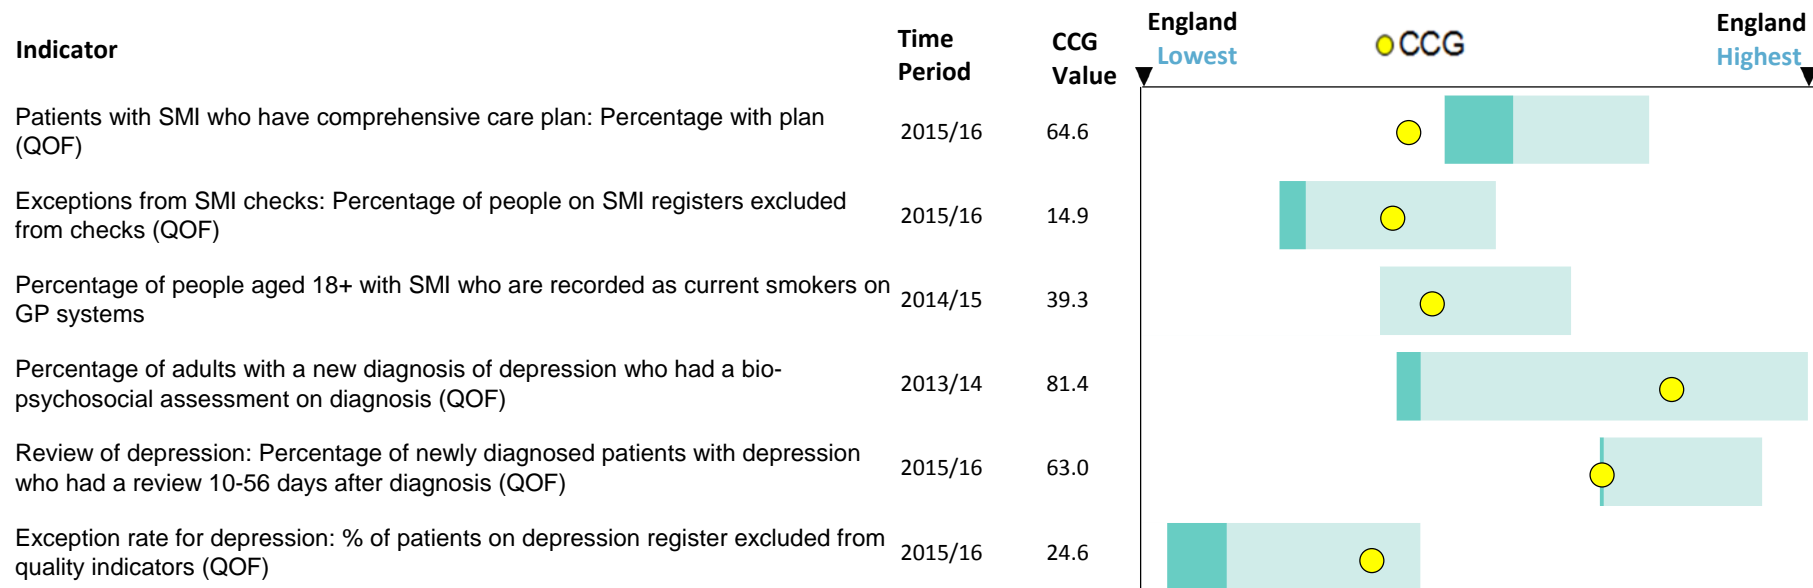 Indicator
Time
Period
CCG
Value
England
Lowest
CCG
England
Highest
Patients with SMI who have comprehensive care plan: Percentage with plan
(QOF)
2015/16
64.6
Exceptions from SMI checks: Percentage of people on SMI registers excluded
from checks (QOF)
2015/16
14.9
Percentage of people aged 18+ with SMI who are recorded as current smokers on
GP systems
2014/15
39.3
Percentage of adults with a new diagnosis of depression who had a bio-
psychosocial assessment on diagnosis (QOF)
2013/14
81.4
Review of depression: Percentage of newly diagnosed patients with depression
who had a review 10-56 days after diagnosis (QOF)
2015/16
63.0
Exception rate for depression: % of patients on depression register excluded from
quality indicators (QOF)
2015/16
24.6